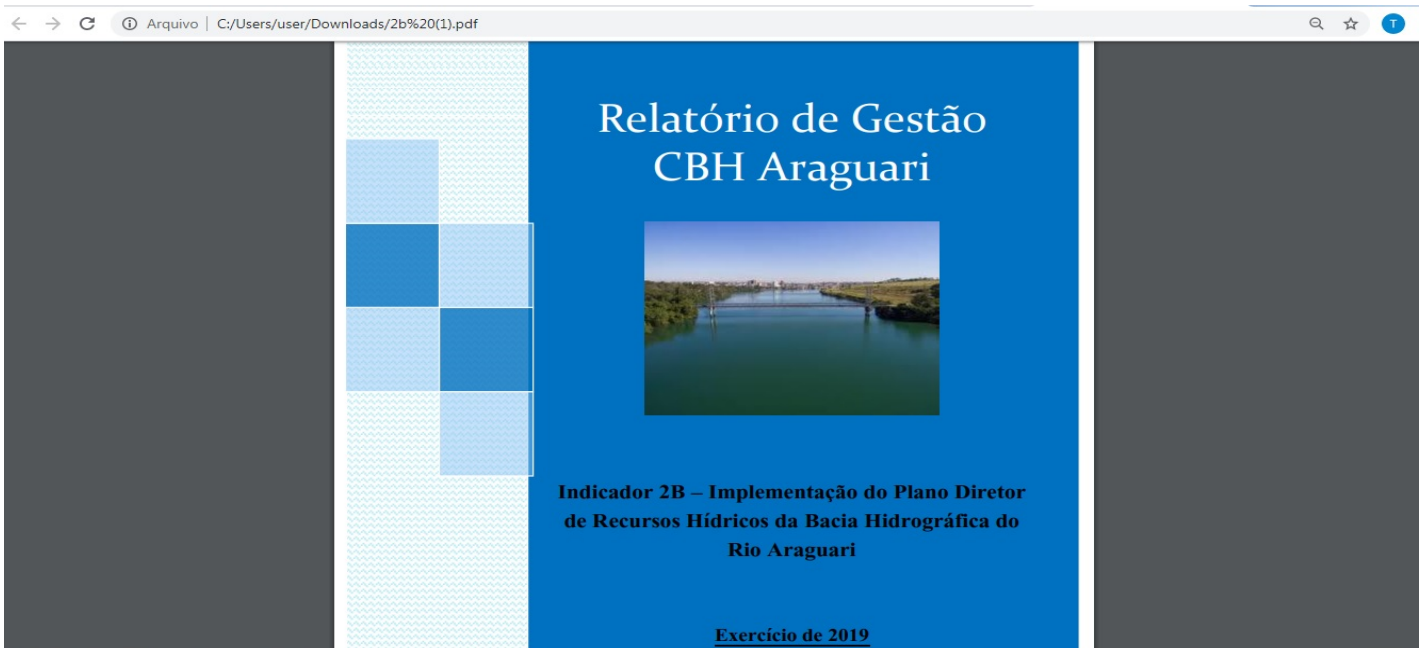 Arquivo | C:/Users/user/Downloads/2b%20(1).pdf
T
Relatório de Gestão
CBH Araguari
Indicador 2B – Implementação do Plano Diretor
de Recursos Hídricos da Bacia Hidrográfica do
Rio Araguari
Exercício de 2019